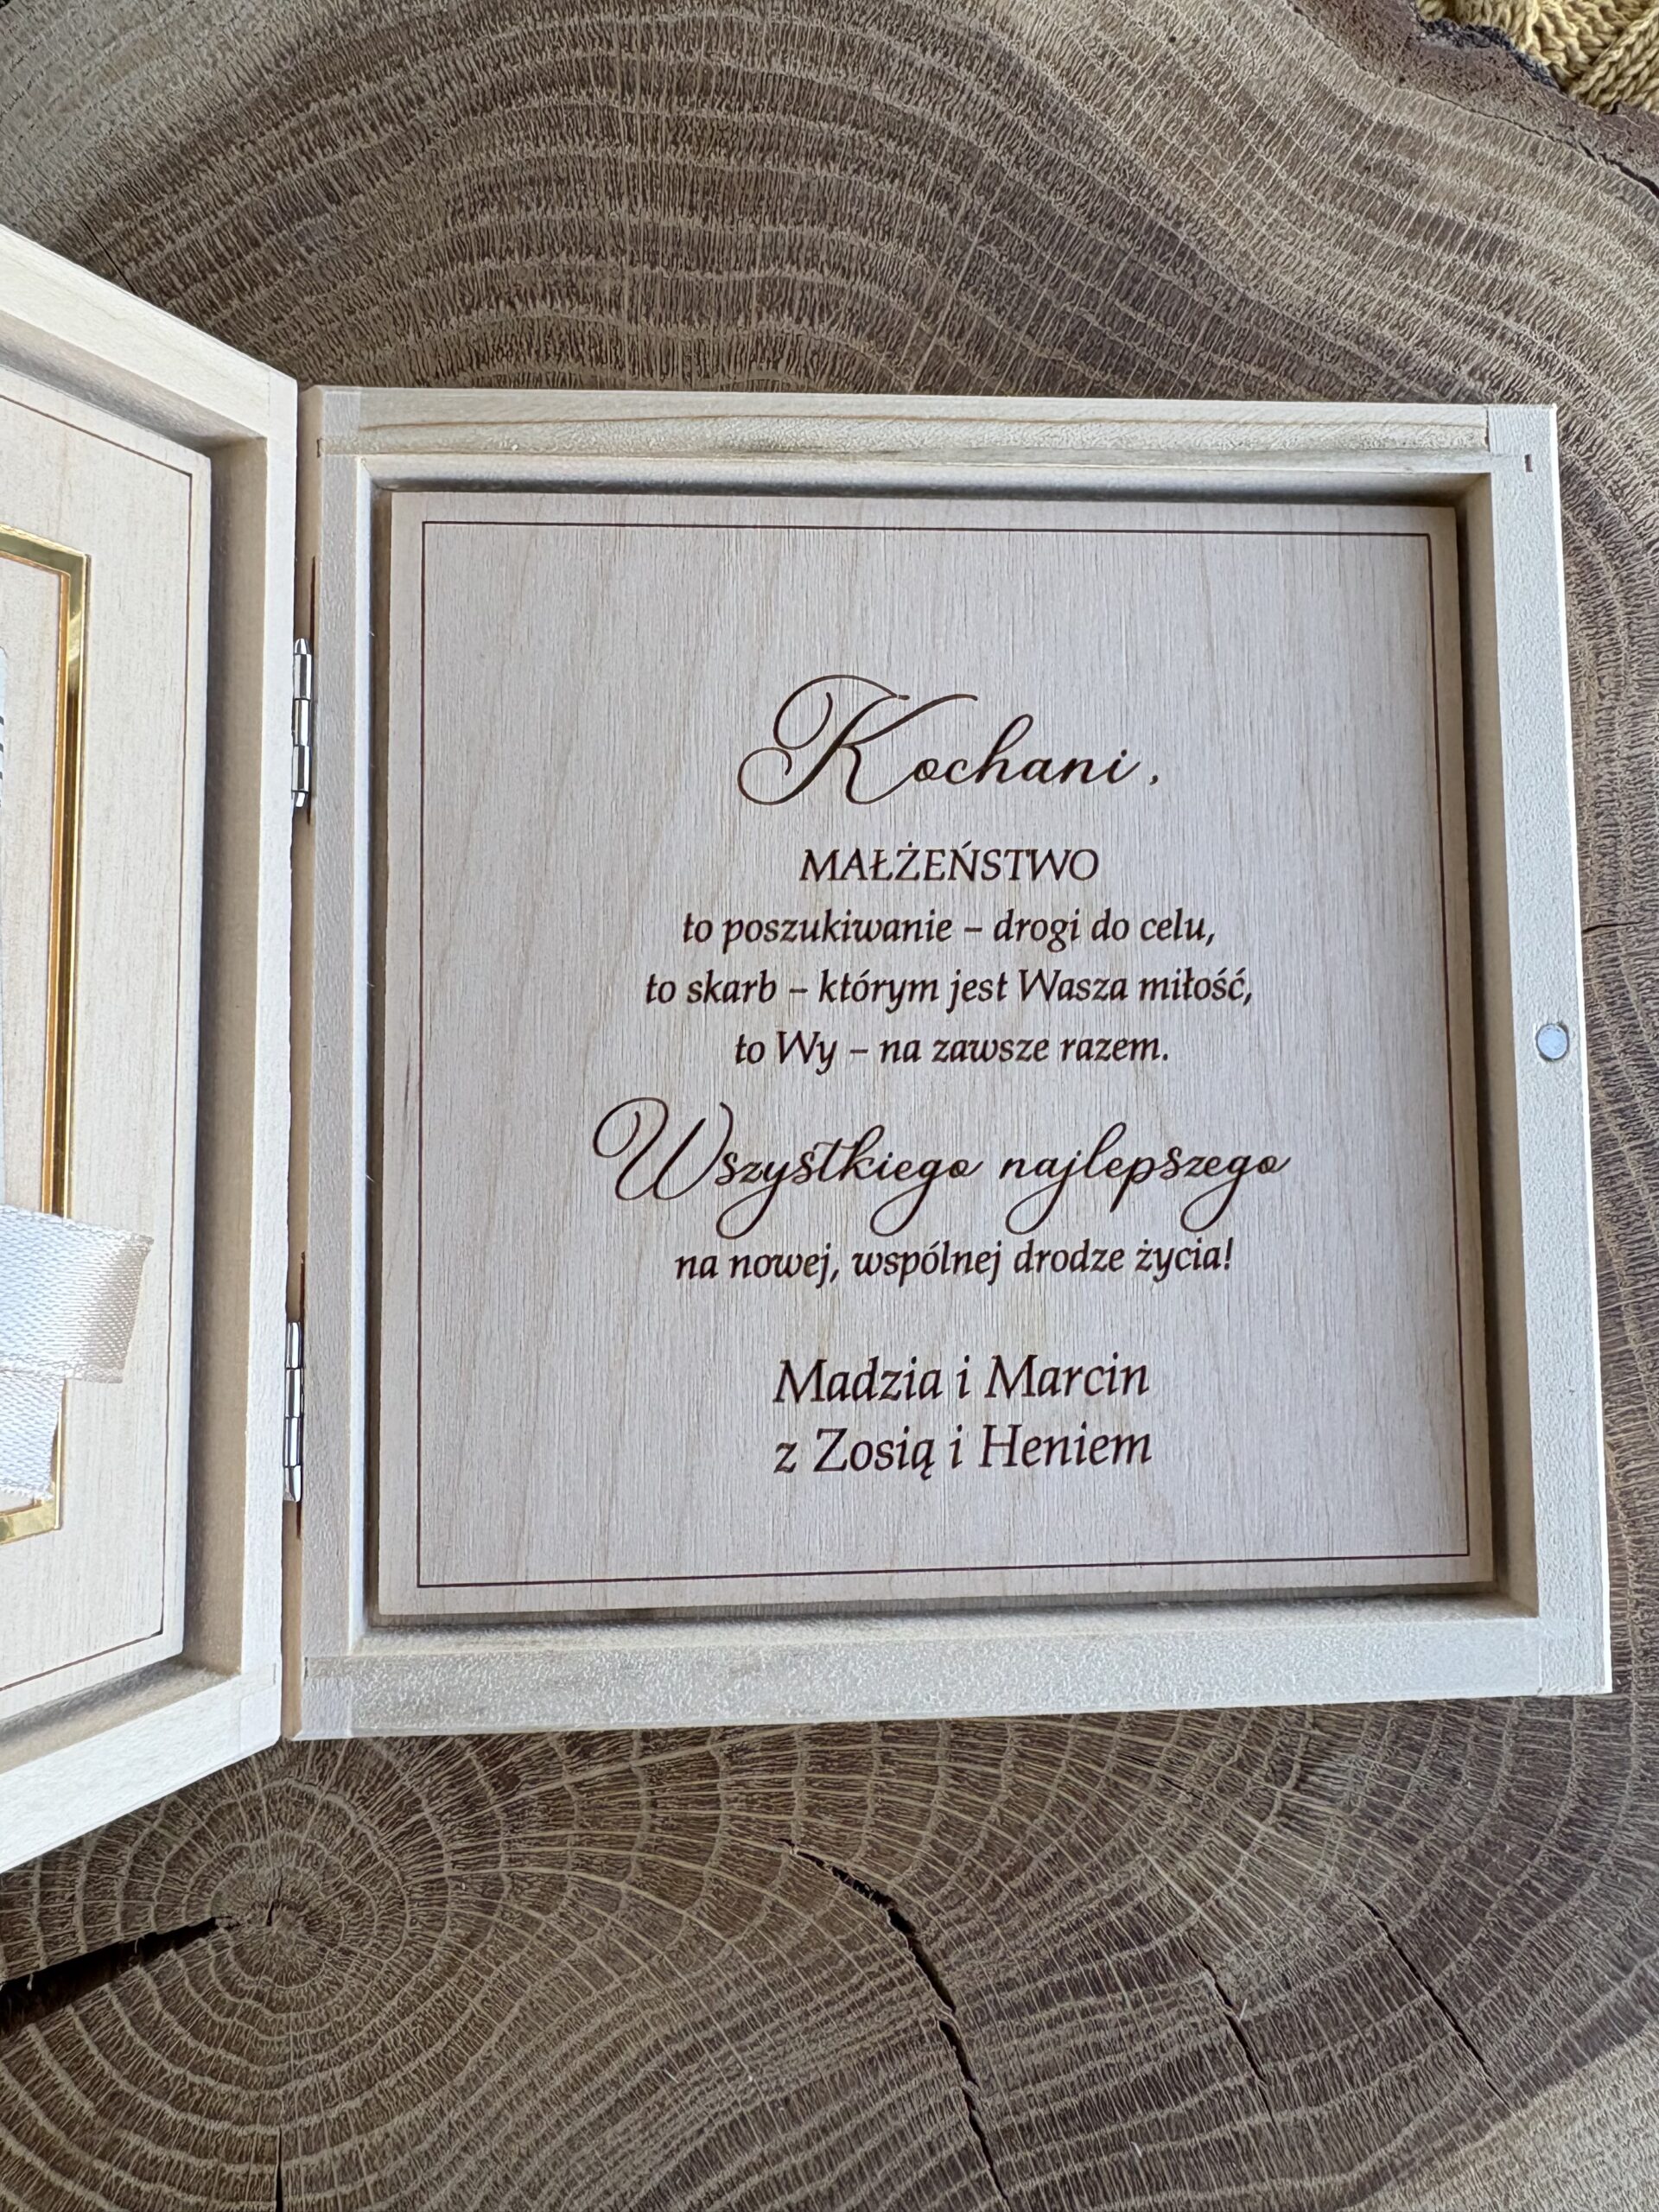 Kochani,
MAŁŻEŃSTWO
to poszukiwanie – drogi do celu,
to skarb – którym jest Wasza miłość,
to Wy – na zawsze razem.
Wszystkiego najlepszego
na nowej, wspólnej drodze życia!
Madzia i Marcin
z Zosią i Heniem